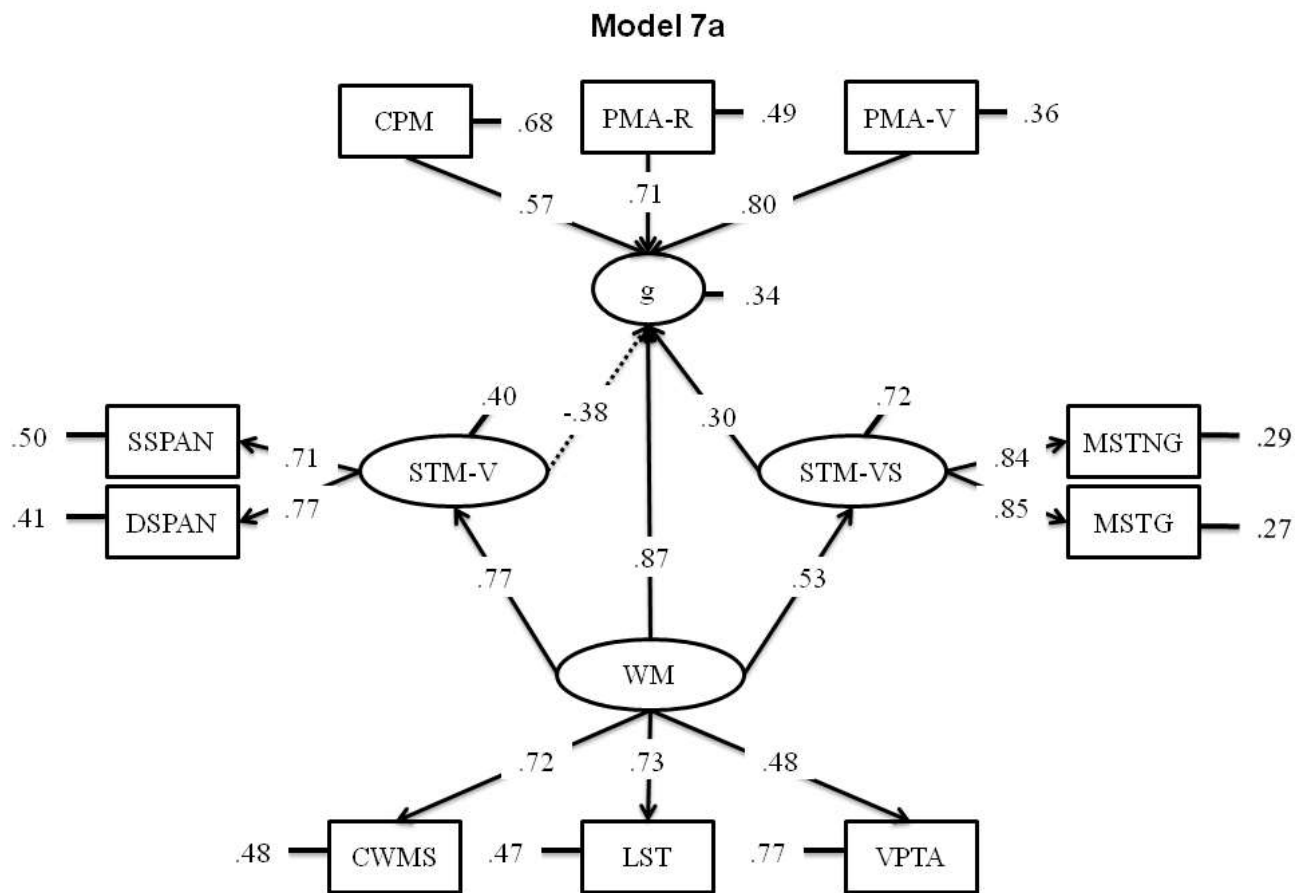 Model 7a
CPM .68 PMA-R .49 PMA-V .36
.57 .71 .80
g .34
.40 -.38 .30 .72
.50 SSPAN .71 STM-V STM-VS .84 MSTNG .29
.41 DSPAN .77 .85 MSTG .27
.77 .87 .53
WM
.72 .73 .48
.48 CWMS .47 LST .77 VPTA